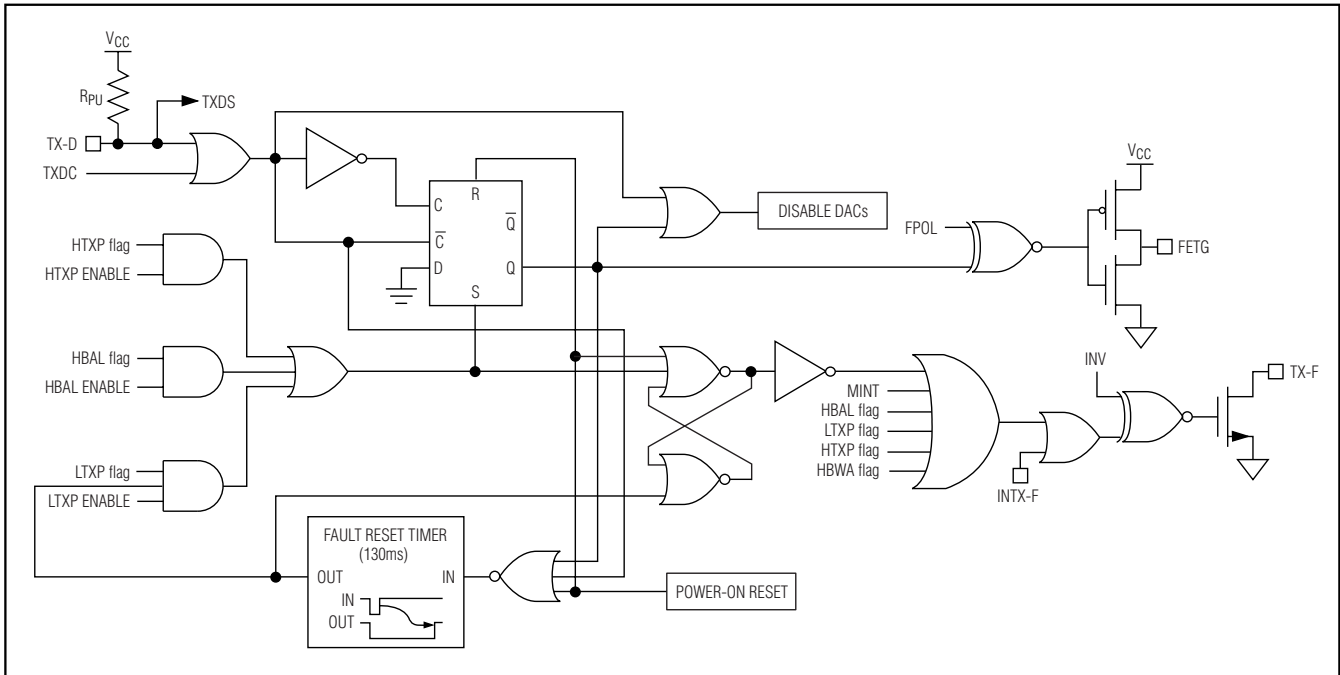 VCC
RPU
TXDS
TX-D
TXDC
R
C
Q̅
C̅
D
Q
S
DISABLE DACs
VCC
FPOL
FETG
HTXP flag
HTXP ENABLE
HBAL flag
HBAL ENABLE
LTXP flag
LTXP ENABLE
MINT
HBAL flag
LTXP flag
HTXP flag
HBWA flag
INV
TX-F
INTX-F
FAULT RESET TIMER
(130ms)
OUT
IN
IN
OUT
POWER-ON RESET